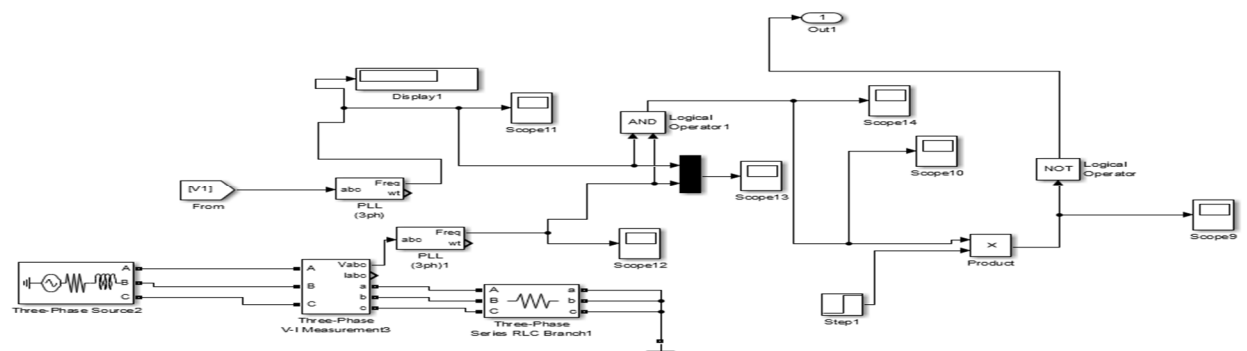 1
Out1
Display1
Scope11
AND
Logical
Operator1
Scope14
Scope10
NOT
Logical
Operator
[V1]
From
abc
Freq
wt
PLL
(3ph)
Scope13
abc
Freq
wt
PLL
(3ph)1
Scope12
Scope9
×
Product
Step1
A
B
C
Three-Phase Source2
A
B
C
Vabc
Iabc
a
b
c
Three-Phase
V-I Measurement3
A
B
C
a
b
c
Three-Phase
Series RLC Branch1